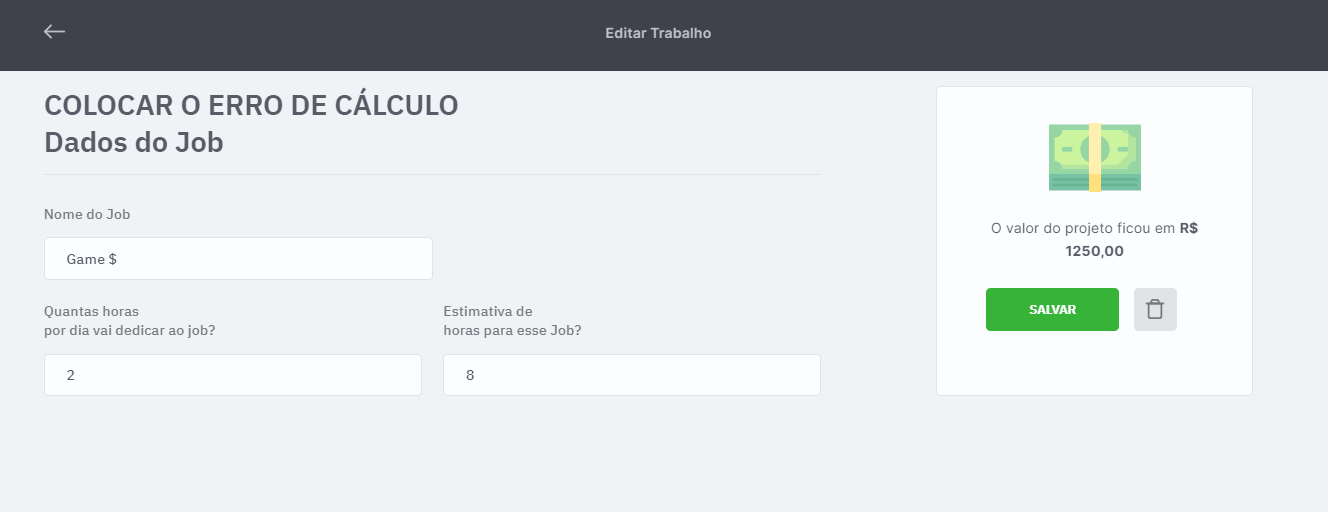 Editar Trabalho
COLOCAR O ERRO DE CÁLCULO
Dados do Job
Nome do Job
Game $
Quantas horas
por dia vai dedicar ao job?
2
Estimativa de
horas para esse Job?
8
O valor do projeto ficou em R$
1250,00
SALVAR